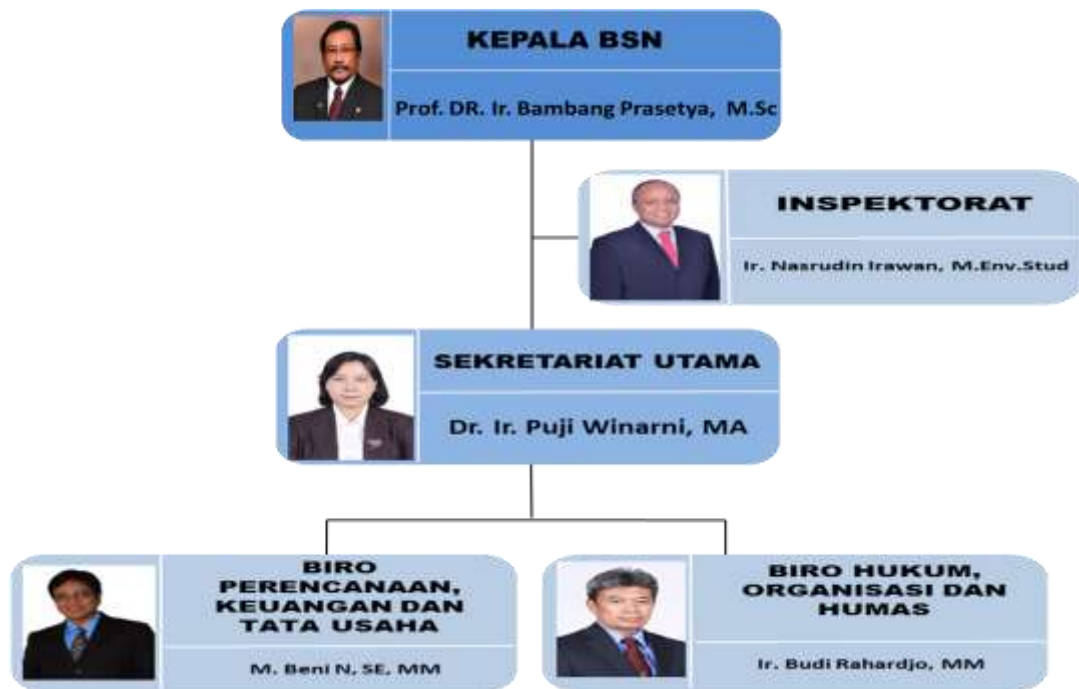 KEPALA BSN
Prof. DR. Ir. Bambang Prasetya, M.Sc
INSPEKTORAT
Ir. Nasrudin Irawan, M.Env.Stud
SEKRETARIAT UTAMA
Dr. Ir. Puji Winarni, MA
BIRO
PERENCANAAN,
KEUANGAN DAN
TATA USAHA
M. Beni N, SE, MM
BIRO HUKUM,
ORGANISASI DAN
HUMAS
Ir. Budi Rahardjo, MM